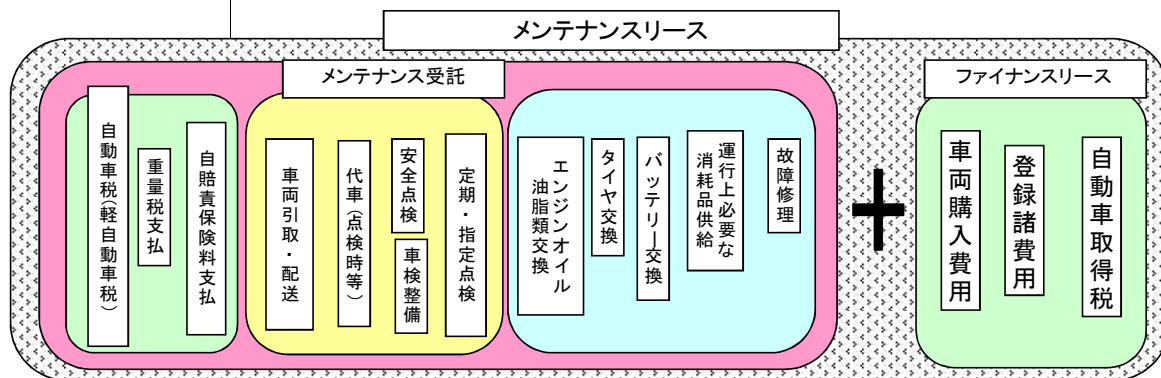 メンテナンスリース
メンテナンス受託
ファイナンスリース
自動車税(軽自動車税)
重量税支払
自賠責保険料支払
車両引取・配送
代車(点検時等)
安全点検
車検整備
定期・指定点検
エンジンオイル
油脂類交換
タイヤ交換
バッテリー交換
運行上必要な
消耗品供給
故障修理
+
車両購入費用
登録諸費用
自動車取得税